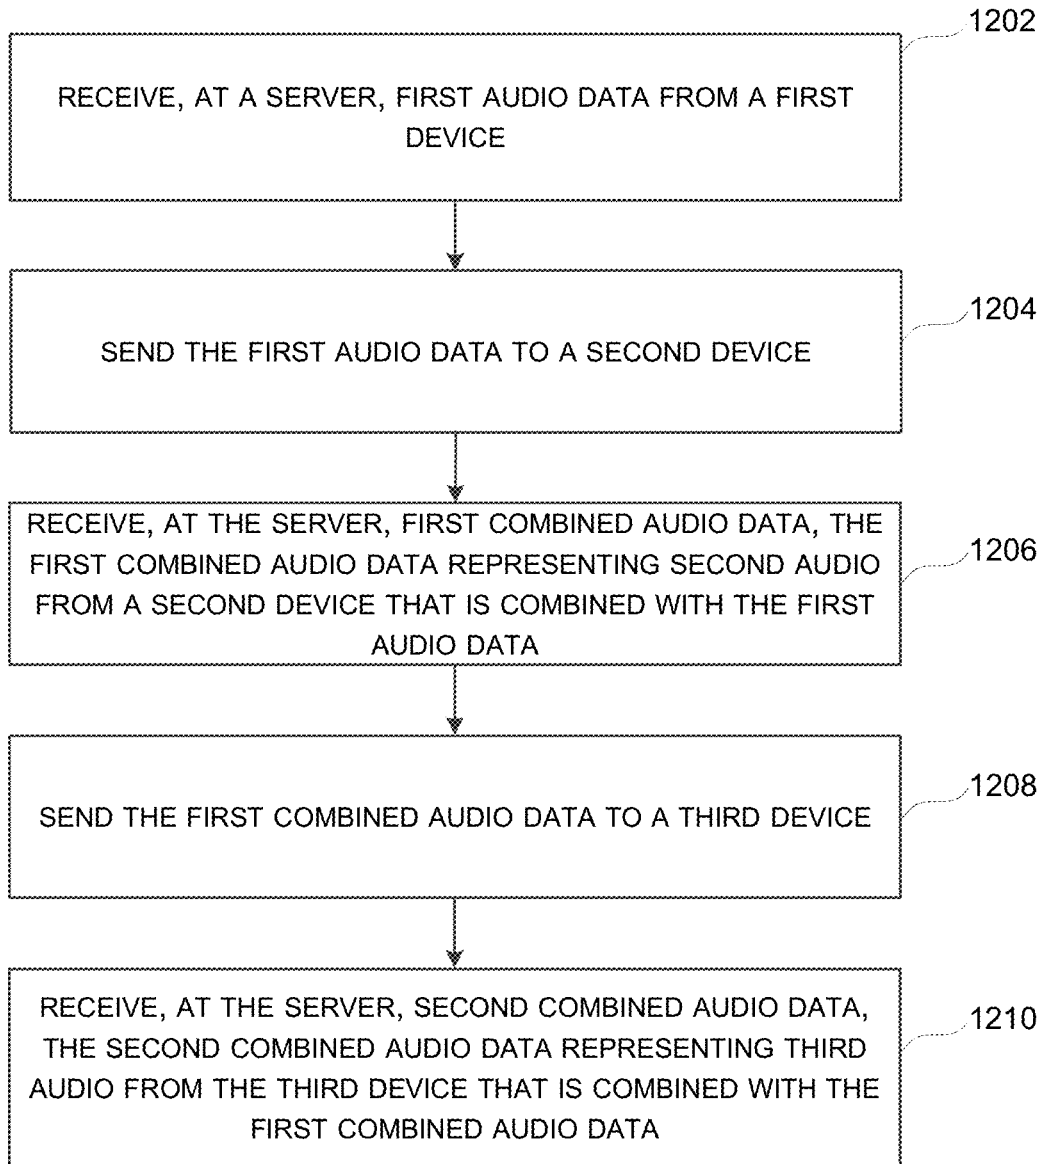 1202
RECEIVE, AT A SERVER, FIRST AUDIO DATA FROM A FIRST
DEVICE
1204
SEND THE FIRST AUDIO DATA TO A SECOND DEVICE
RECEIVE, AT THE SERVER, FIRST COMBINED AUDIO DATA, THE
FIRST COMBINED AUDIO DATA REPRESENTING SECOND AUDIO
FROM A SECOND DEVICE THAT IS COMBINED WITH THE FIRST
AUDIO DATA
1206
SEND THE FIRST COMBINED AUDIO DATA TO A THIRD DEVICE
1208
RECEIVE, AT THE SERVER, SECOND COMBINED AUDIO DATA,
THE SECOND COMBINED AUDIO DATA REPRESENTING THIRD
AUDIO FROM THE THIRD DEVICE THAT IS COMBINED WITH THE
FIRST COMBINED AUDIO DATA
1210